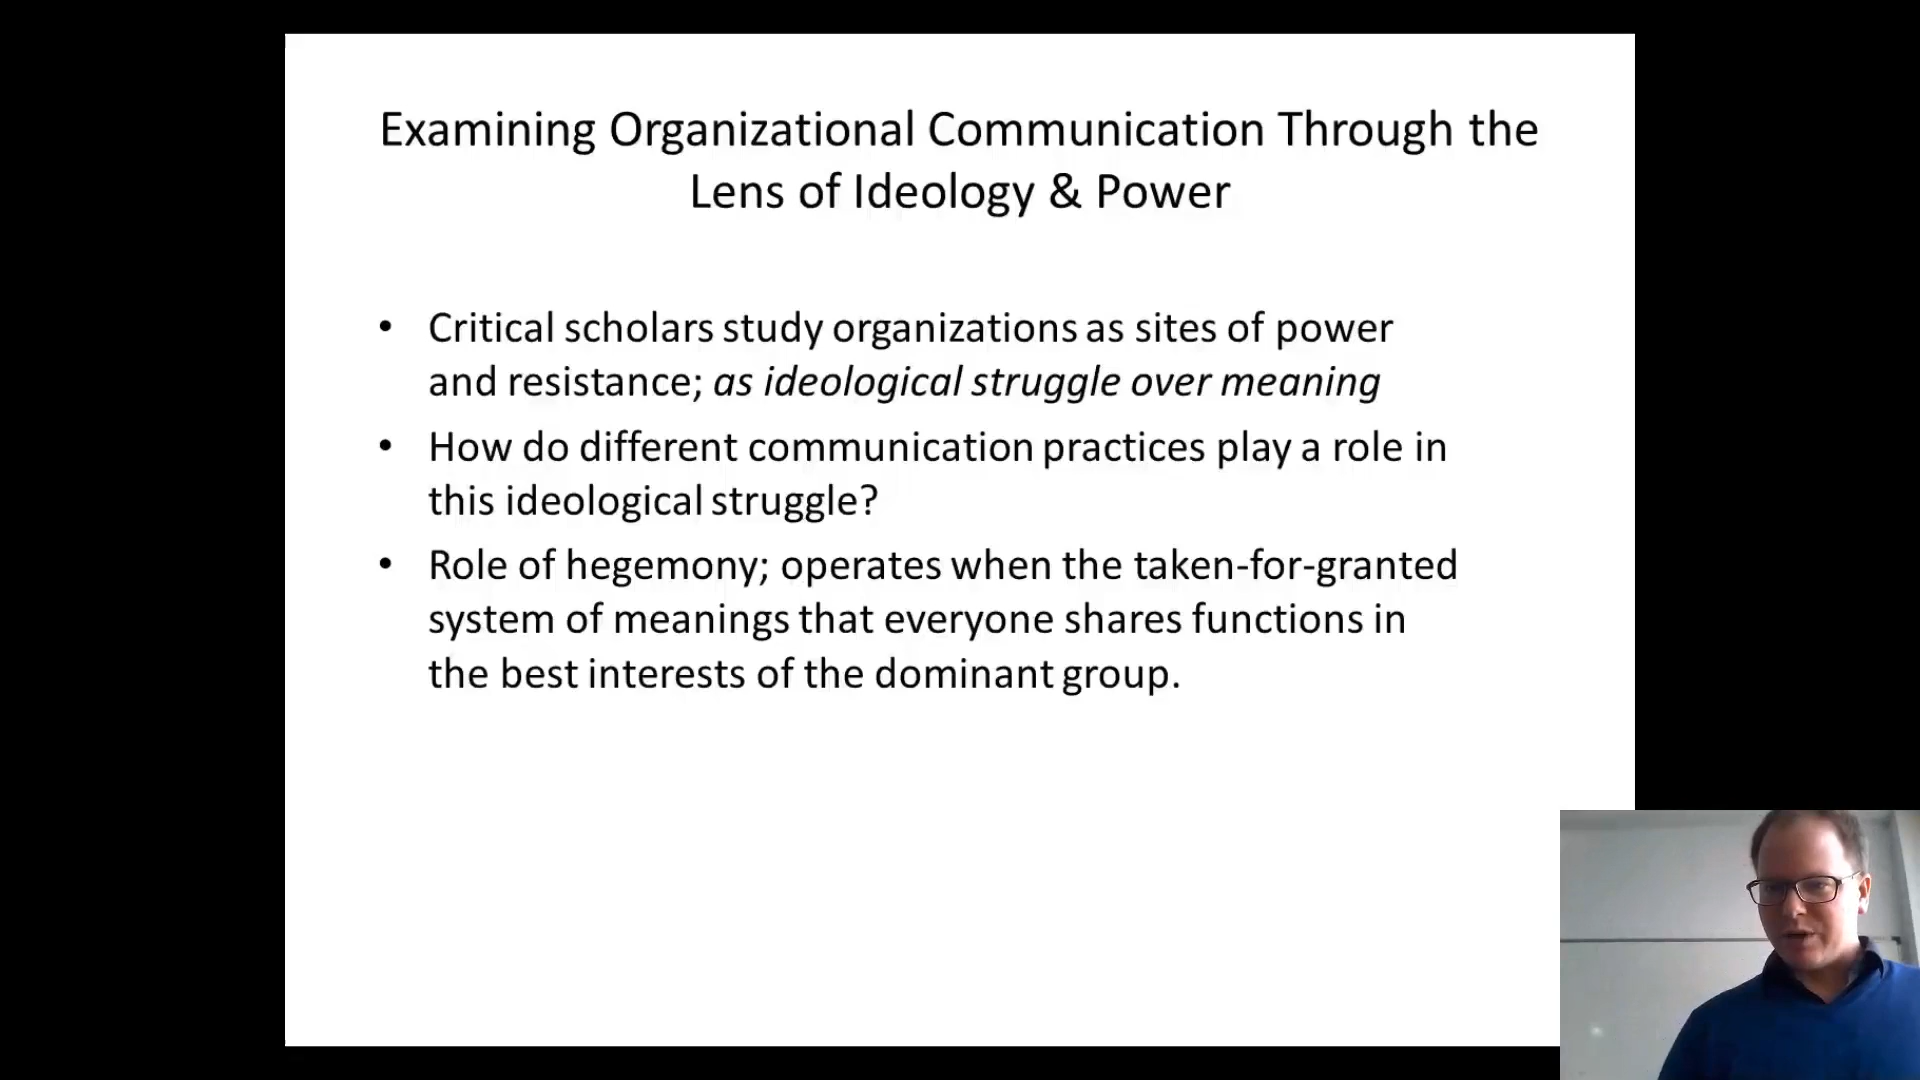 Examining Organizational Communication Through the
Lens of Ideology & Power
• Critical scholars study organizations as sites of power
and resistance; as ideological struggle over meaning
• How do different communication practices play a role in
this ideological struggle?
• Role of hegemony; operates when the taken-for-granted
system of meanings that everyone shares functions in
the best interests of the dominant group.